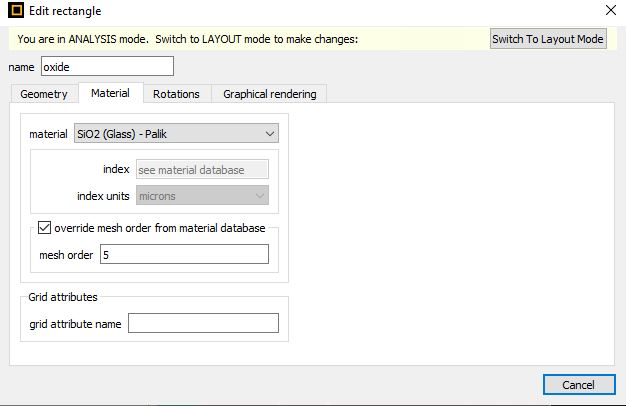 Edit rectangle
You are in ANALYSIS mode.  Switch to LAYOUT mode to make changes:
Switch To Layout Mode
name oxide
Geometry Material Rotations Graphical rendering
material SiO2 (Glass) - Palik
index see material database
index units microns
override mesh order from material database
mesh order 5
Grid attributes
grid attribute name
Cancel